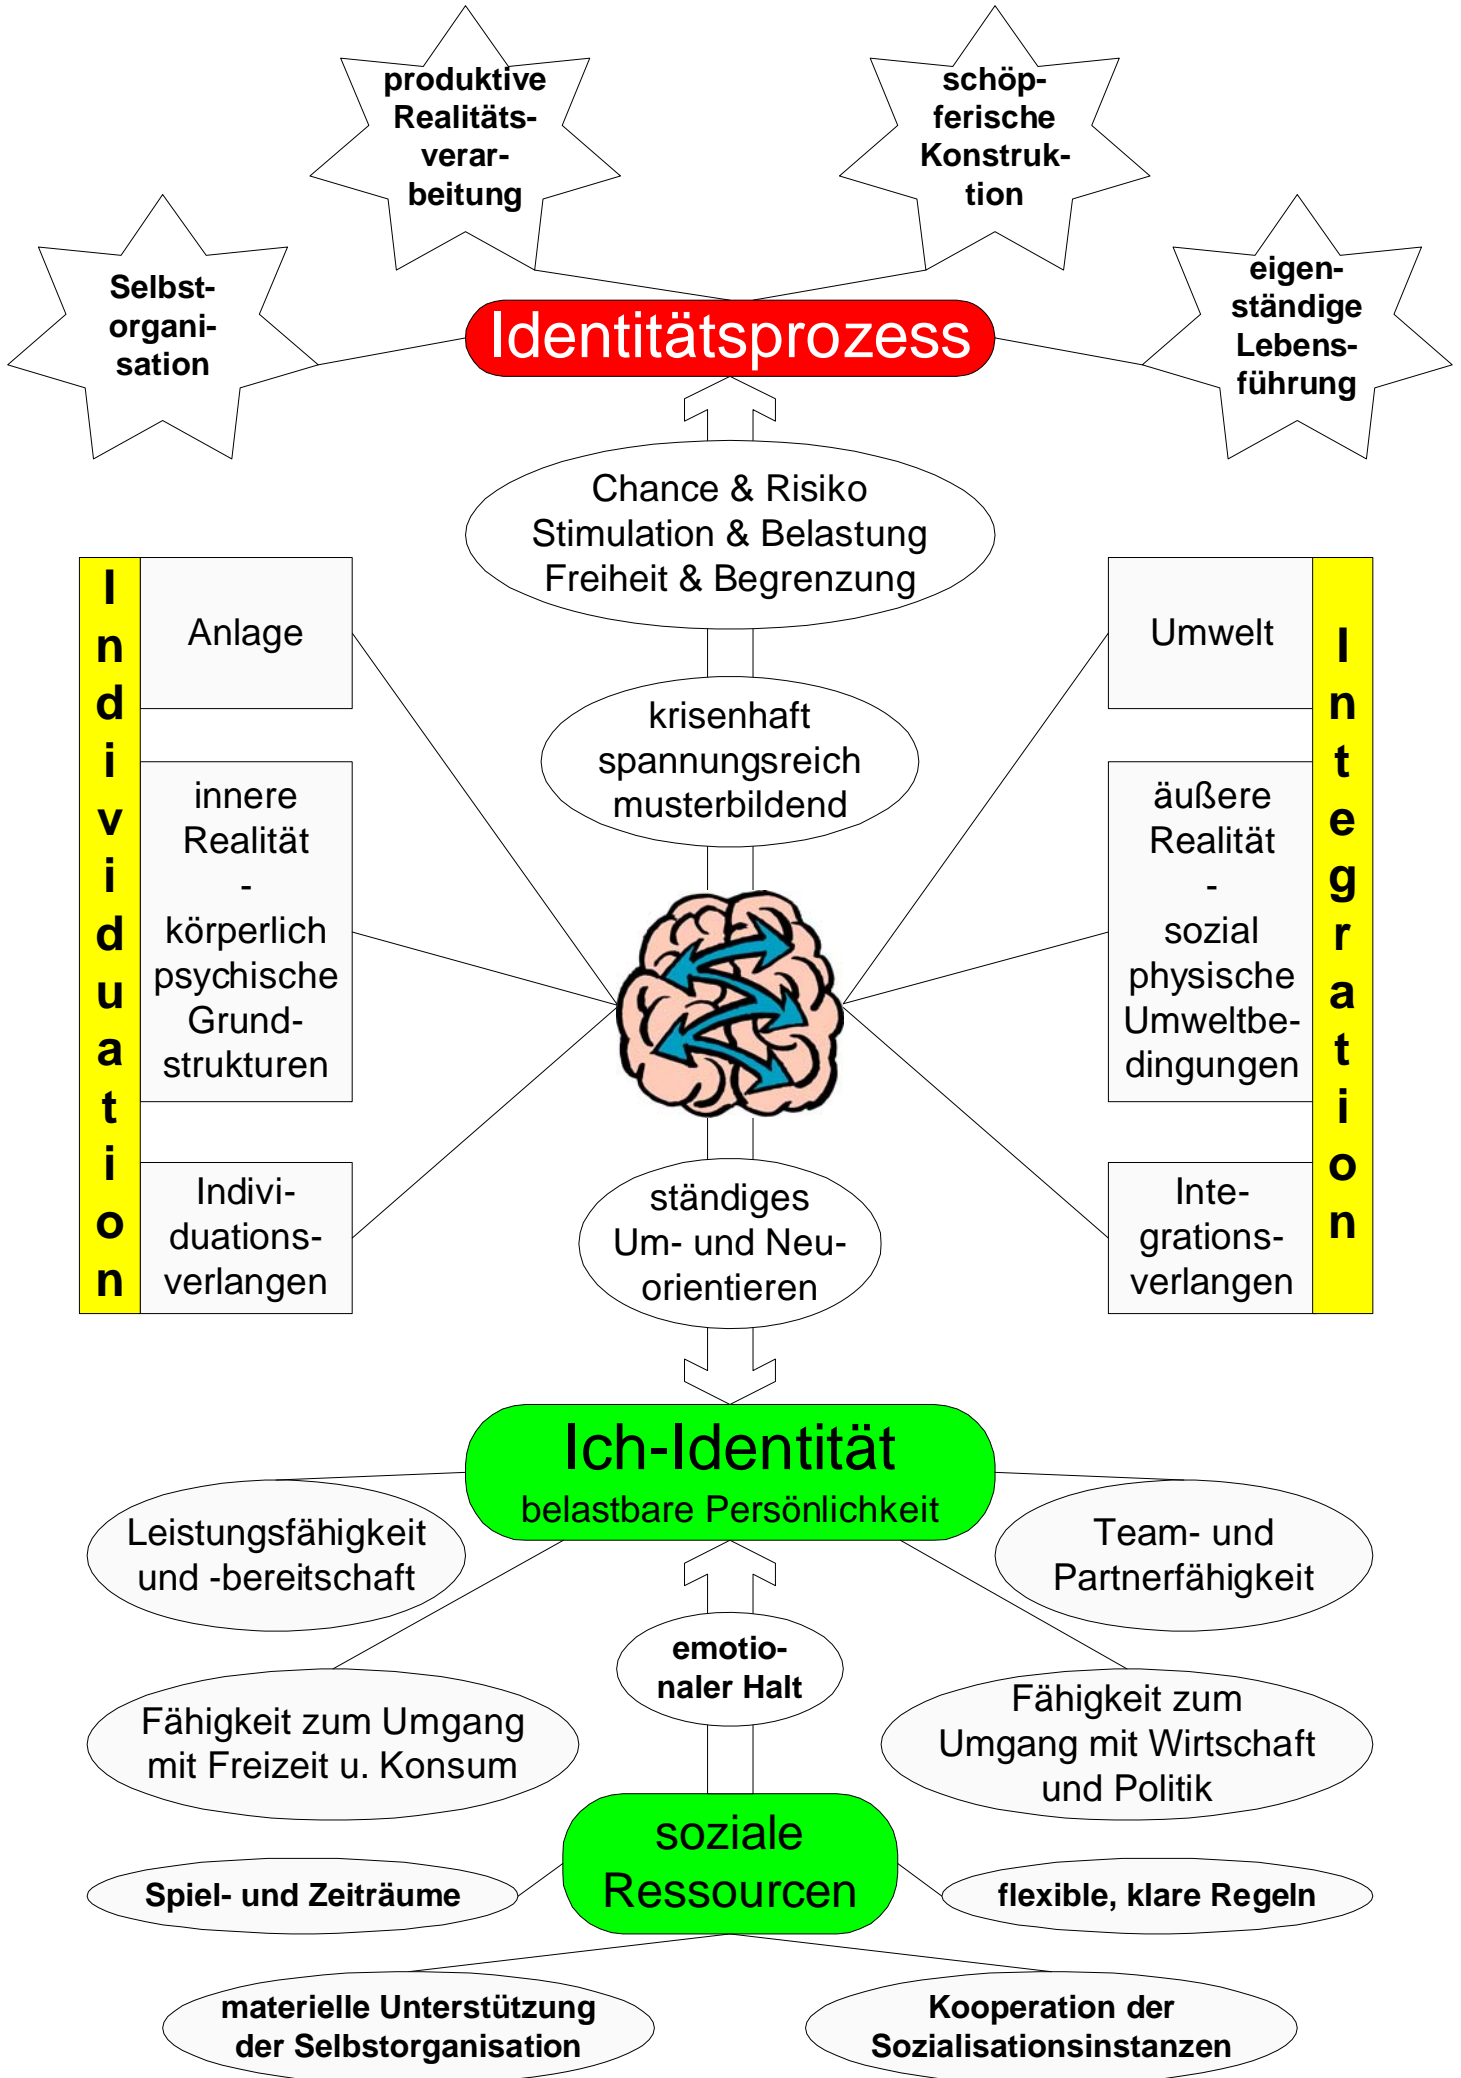 produktive
Realitäts-
verar-
beitung
schöp-
ferische
Konstruk-
tion
Selbst-
organi-
sation
eigen-
ständige
Lebens-
führung
Identitätsprozess
Chance & Risiko
Stimulation & Belastung
Freiheit & Begrenzung
Individuation
Anlage
innere
Realität
-
körperlich
psychische
Grund-
strukturen
Indivi-
duations-
verlangen
krisenhaft
spannungsreich
musterbildend
Umwelt
äußere
Realität
-
sozial
physische
Umweltbe-
dingungen
Inte-
grations-
verlangen
Integration
ständiges
Um- und Neu-
orientieren
Ich-Identität
belastbare Persönlichkeit
Leistungsfähigkeit
und -bereitschaft
Team- und
Partnerfähigkeit
emotio-
naler Halt
Fähigkeit zum Umgang
mit Freizeit u. Konsum
Fähigkeit zum
Umgang mit Wirtschaft
und Politik
soziale
Ressourcen
Spiel- und Zeiträume
flexible, klare Regeln
materielle Unterstützung
der Selbstorganisation
Kooperation der
Sozialisationsinstanzen